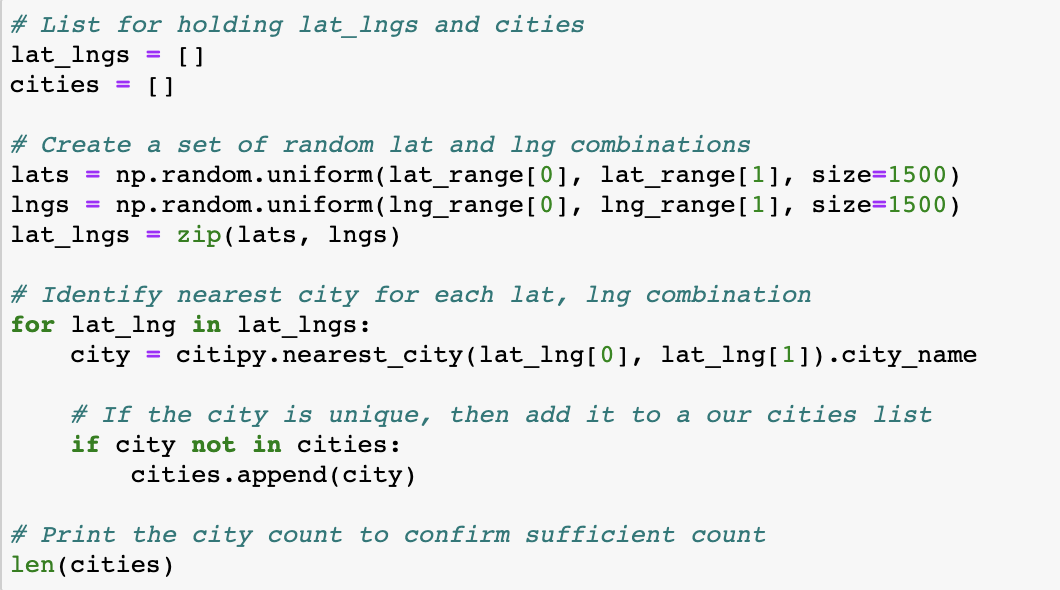 # List for holding lat_lngs and cities
lat_lngs = []
cities = []

# Create a set of random lat and lng combinations
lats = np.random.uniform(lat_range[0], lat_range[1], size=1500)
lngs = np.random.uniform(lng_range[0], lng_range[1], size=1500)
lat_lngs = zip(lats, lngs)

# Identify nearest city for each lat, lng combination
for lat_lng in lat_lngs:
    city = citipy.nearest_city(lat_lng[0], lat_lng[1]).city_name

    # If the city is unique, then add it to a our cities list
    if city not in cities:
        cities.append(city)

# Print the city count to confirm sufficient count
len(cities)